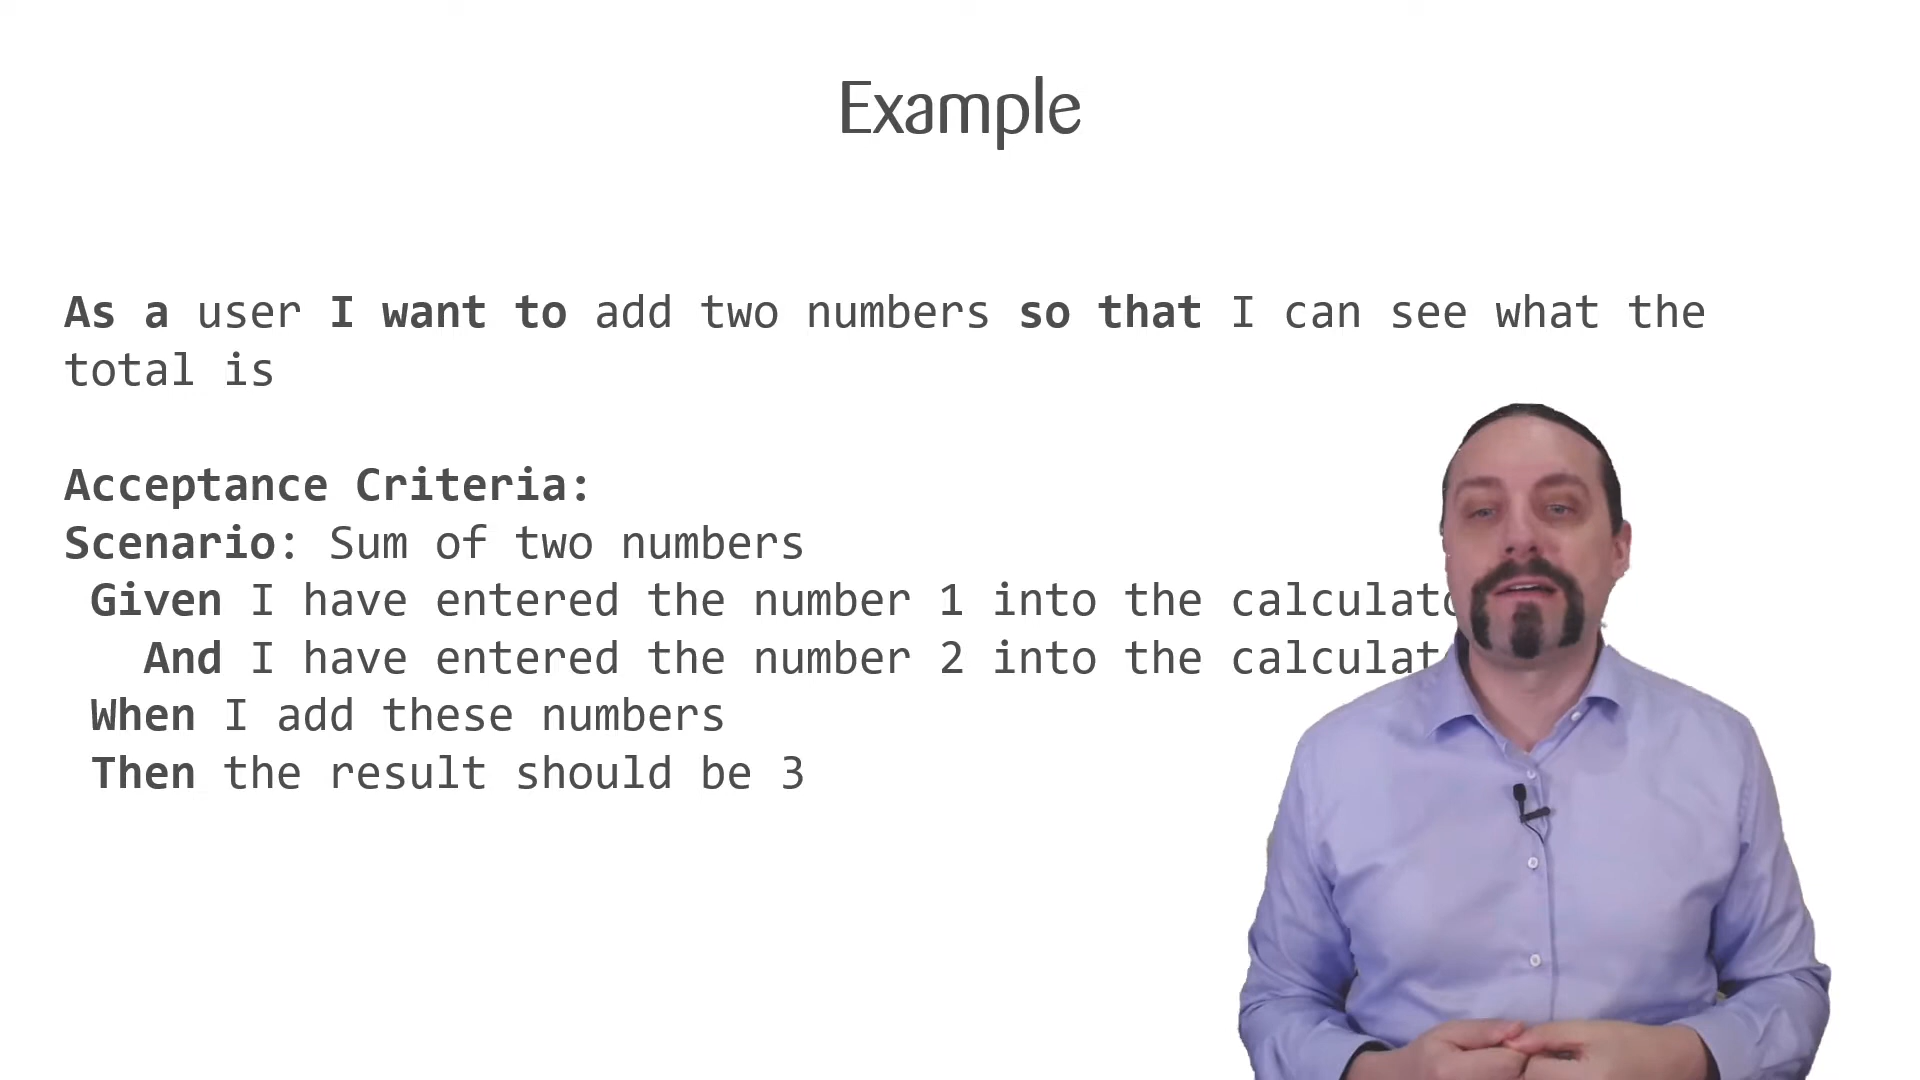 Example
As a user I want to add two numbers so that I can see what the
total is
Acceptance Criteria:
Scenario: Sum of two numbers
Given I have entered the number 1 into the
And I have entered the number 2 into the
When I add these numbers
Then the result should be 3